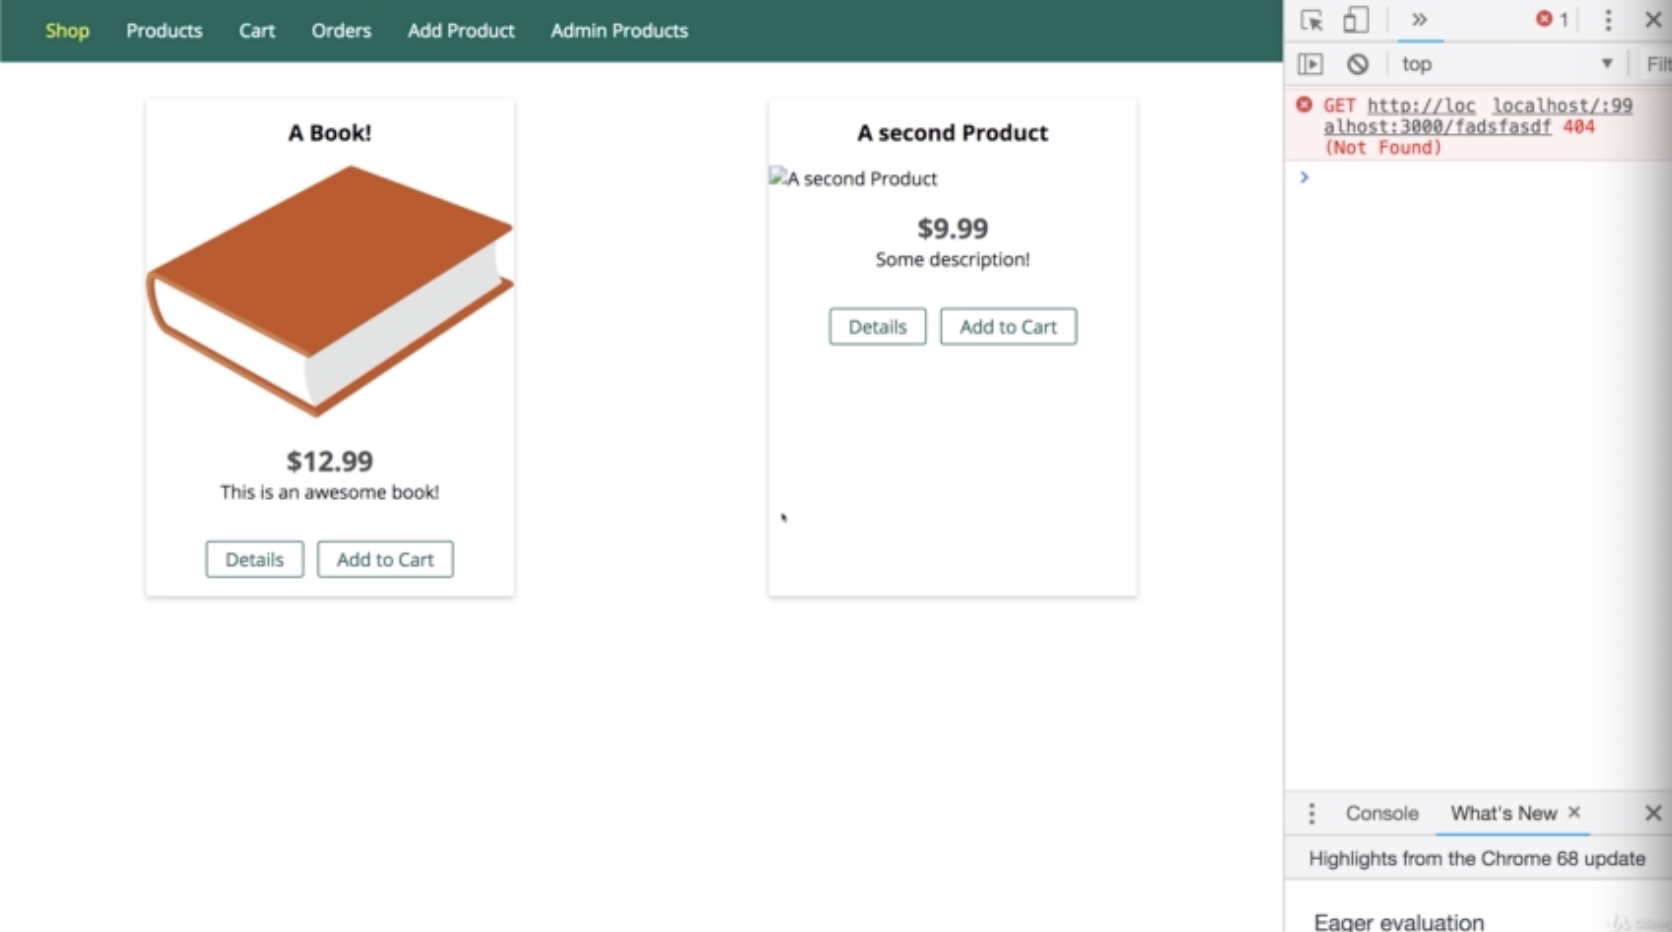 Shop Products Cart Orders Add Product Admin Products
A Book!
$12.99
This is an awesome book!
Details Add to Cart
A second Product
A second Product
$9.99
Some description!
Details Add to Cart
1
top
GET http://loc localhost/:99
alhost:3000/fadsfasdf 404
(Not Found)
Console What's New
Highlights from the Chrome 68 update
Eager evaluation